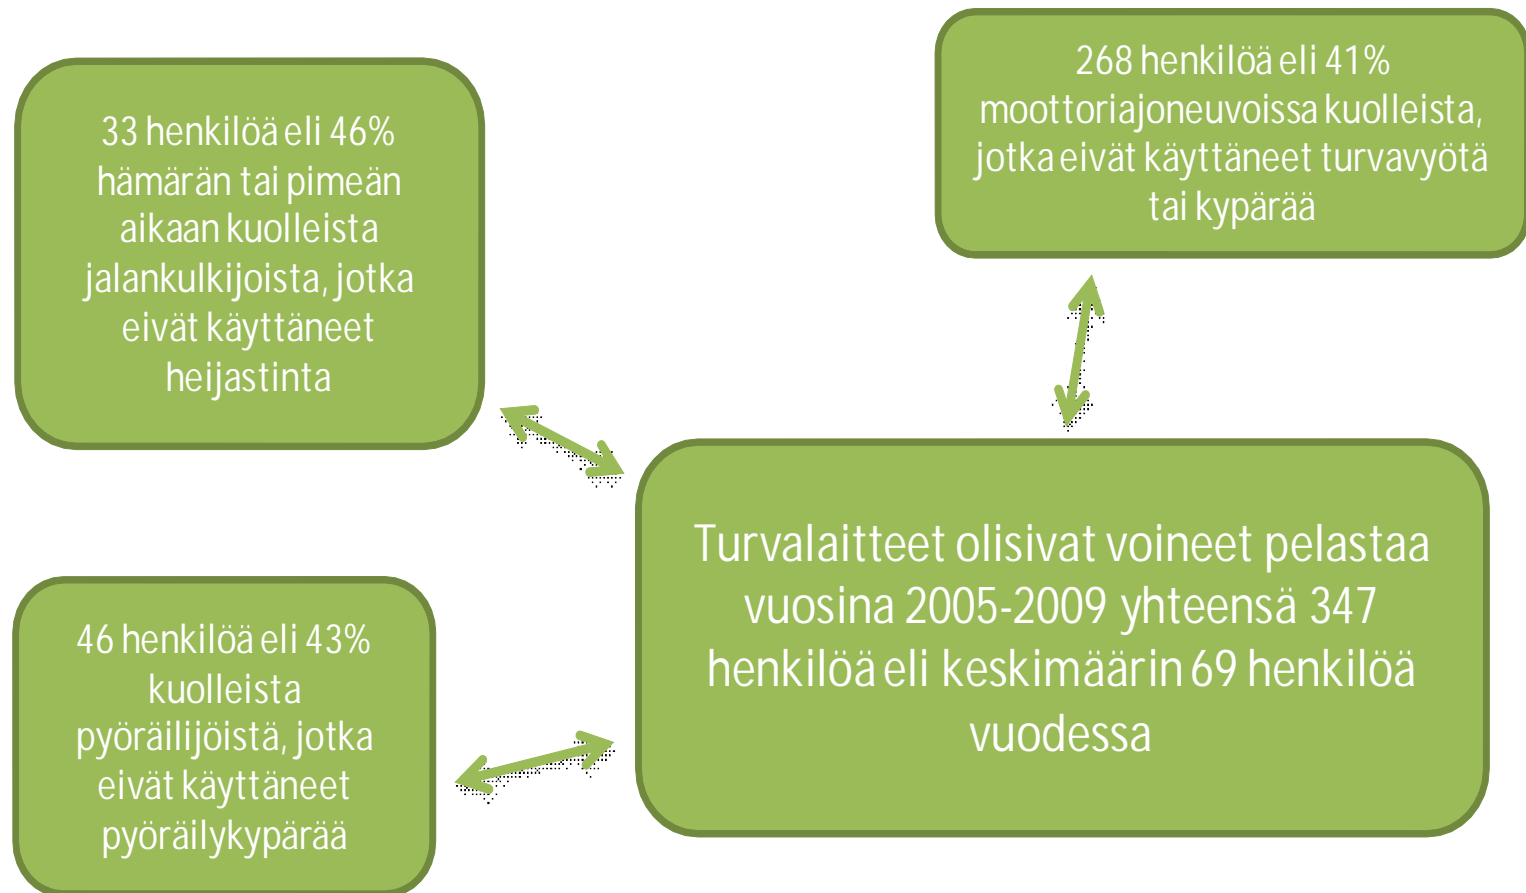 33 henkilöä eli 46%
hämärän tai pimeän
aikaan kuolleista
jalankulkijoista, jotka
eivät käyttäneet
heijastinta
268 henkilöä eli 41%
moottoriajoneuvoissa kuolleista,
jotka eivät käyttäneet turvavyötä
tai kypärää
46 henkilöä eli 43%
kuolleista
pyöräilijöistä, jotka
eivät käyttäneet
pyöräilykypärää
Turvalaitteet olisivat voineet pelastaa
vuosina 2005-2009 yhteensä 347
henkilöä eli keskimäärin 69 henkilöä
vuodessa